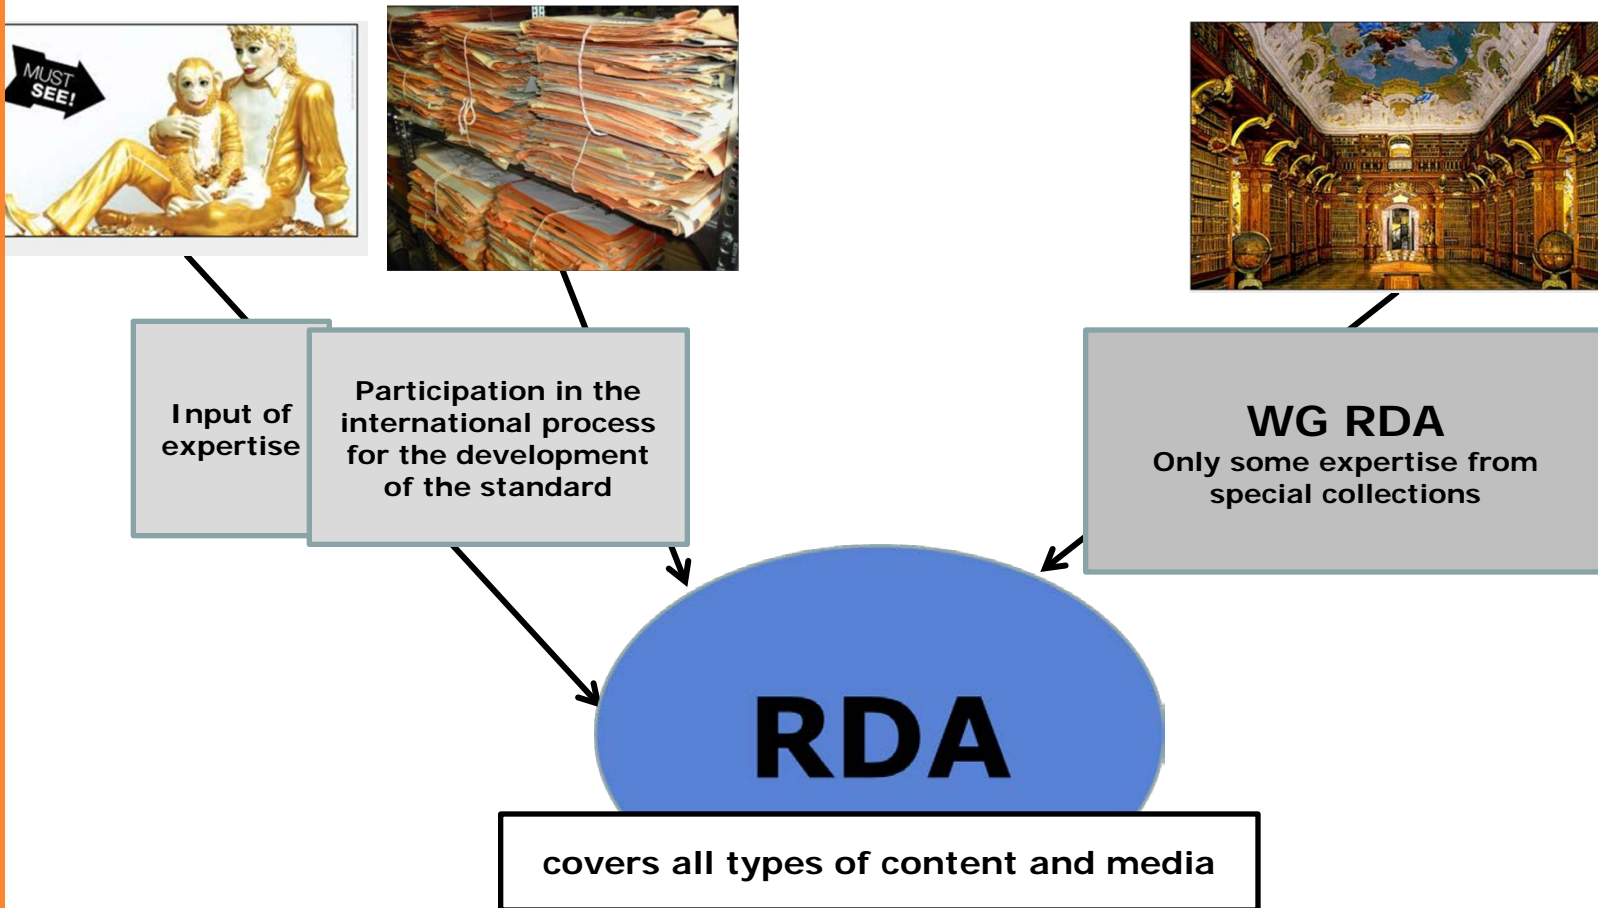 MUST
SEE!
Input of
expertise
Participation in the
international process
for the development
of the standard
WG RDA
Only some expertise from
special collections
RDA
covers all types of content and media